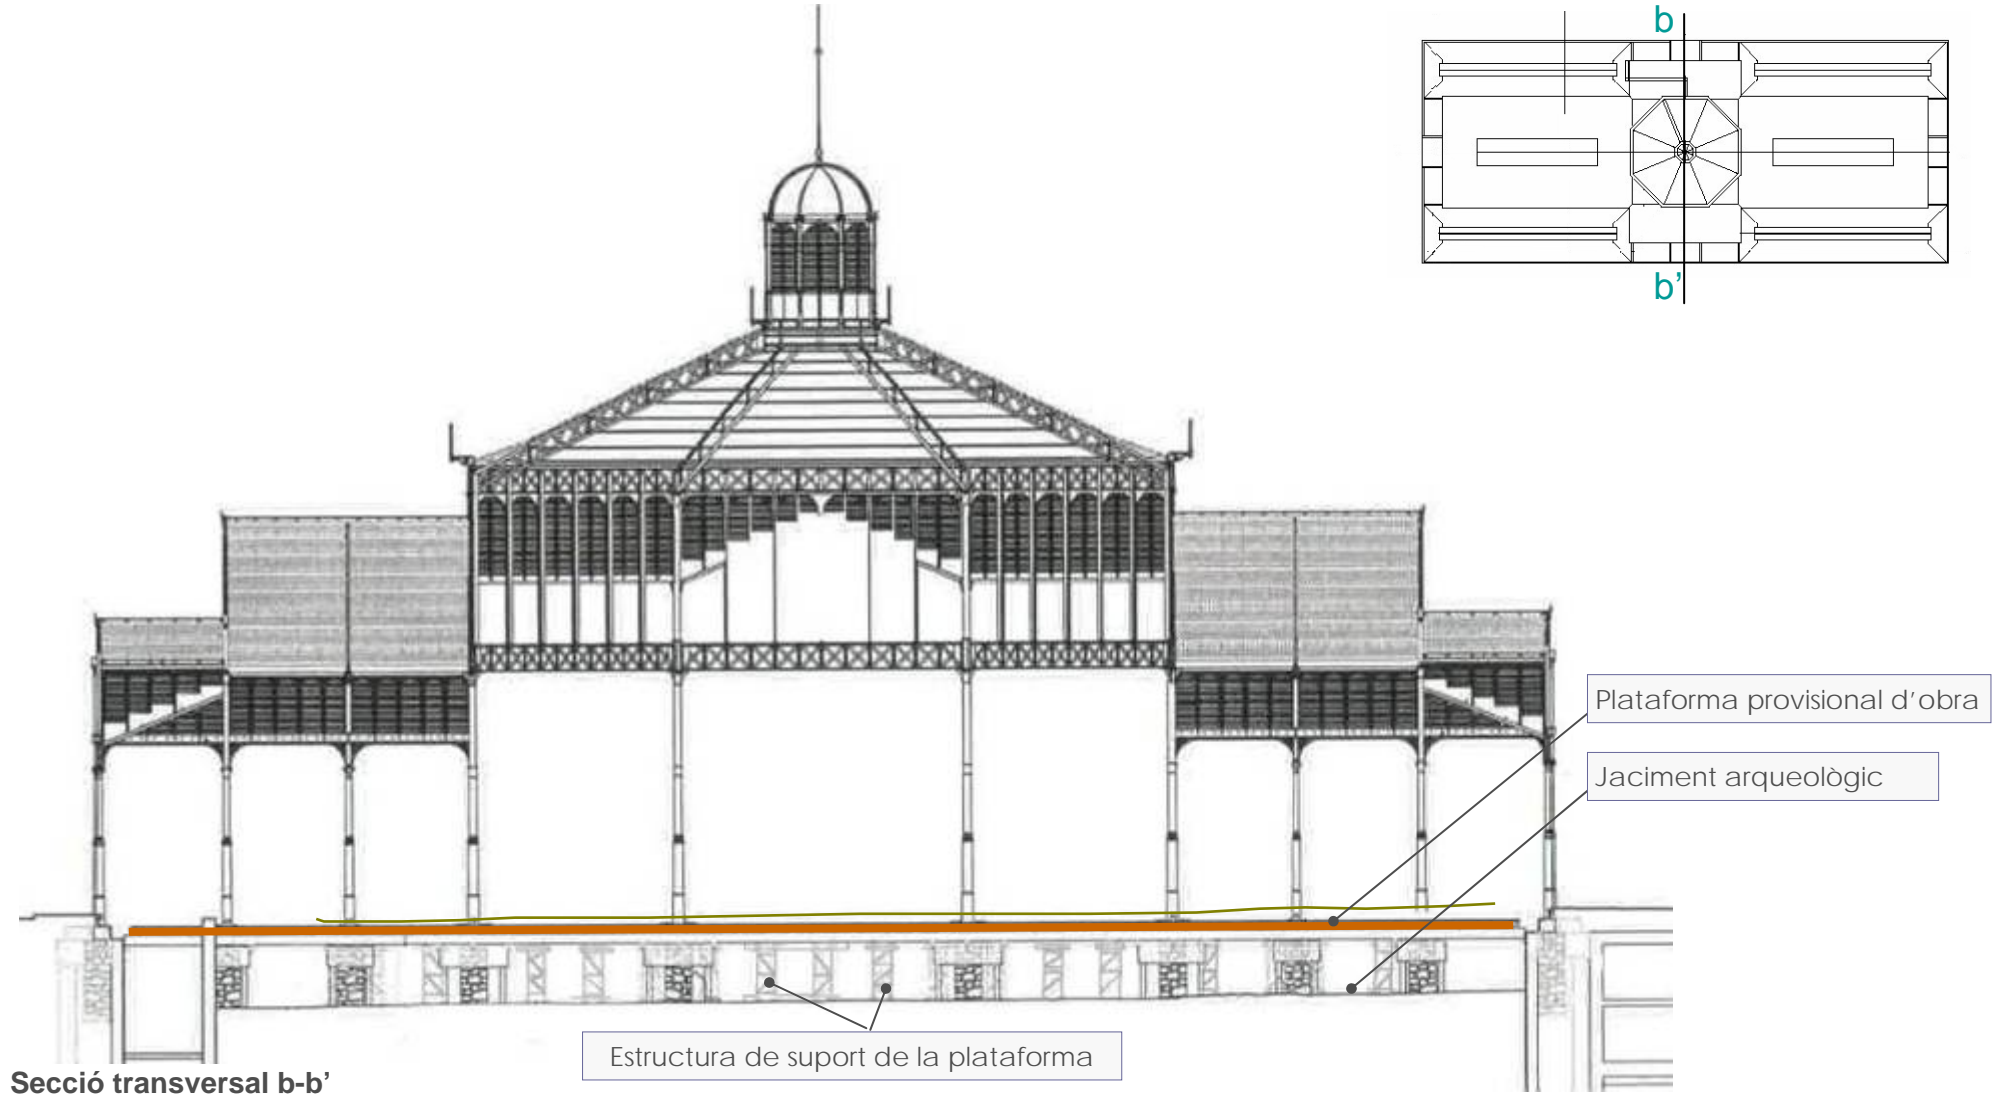 b
b’
Plataforma provisional d’obra
Jaciment arqueològic
Estructura de suport de la plataforma
Secció transversal b-b’